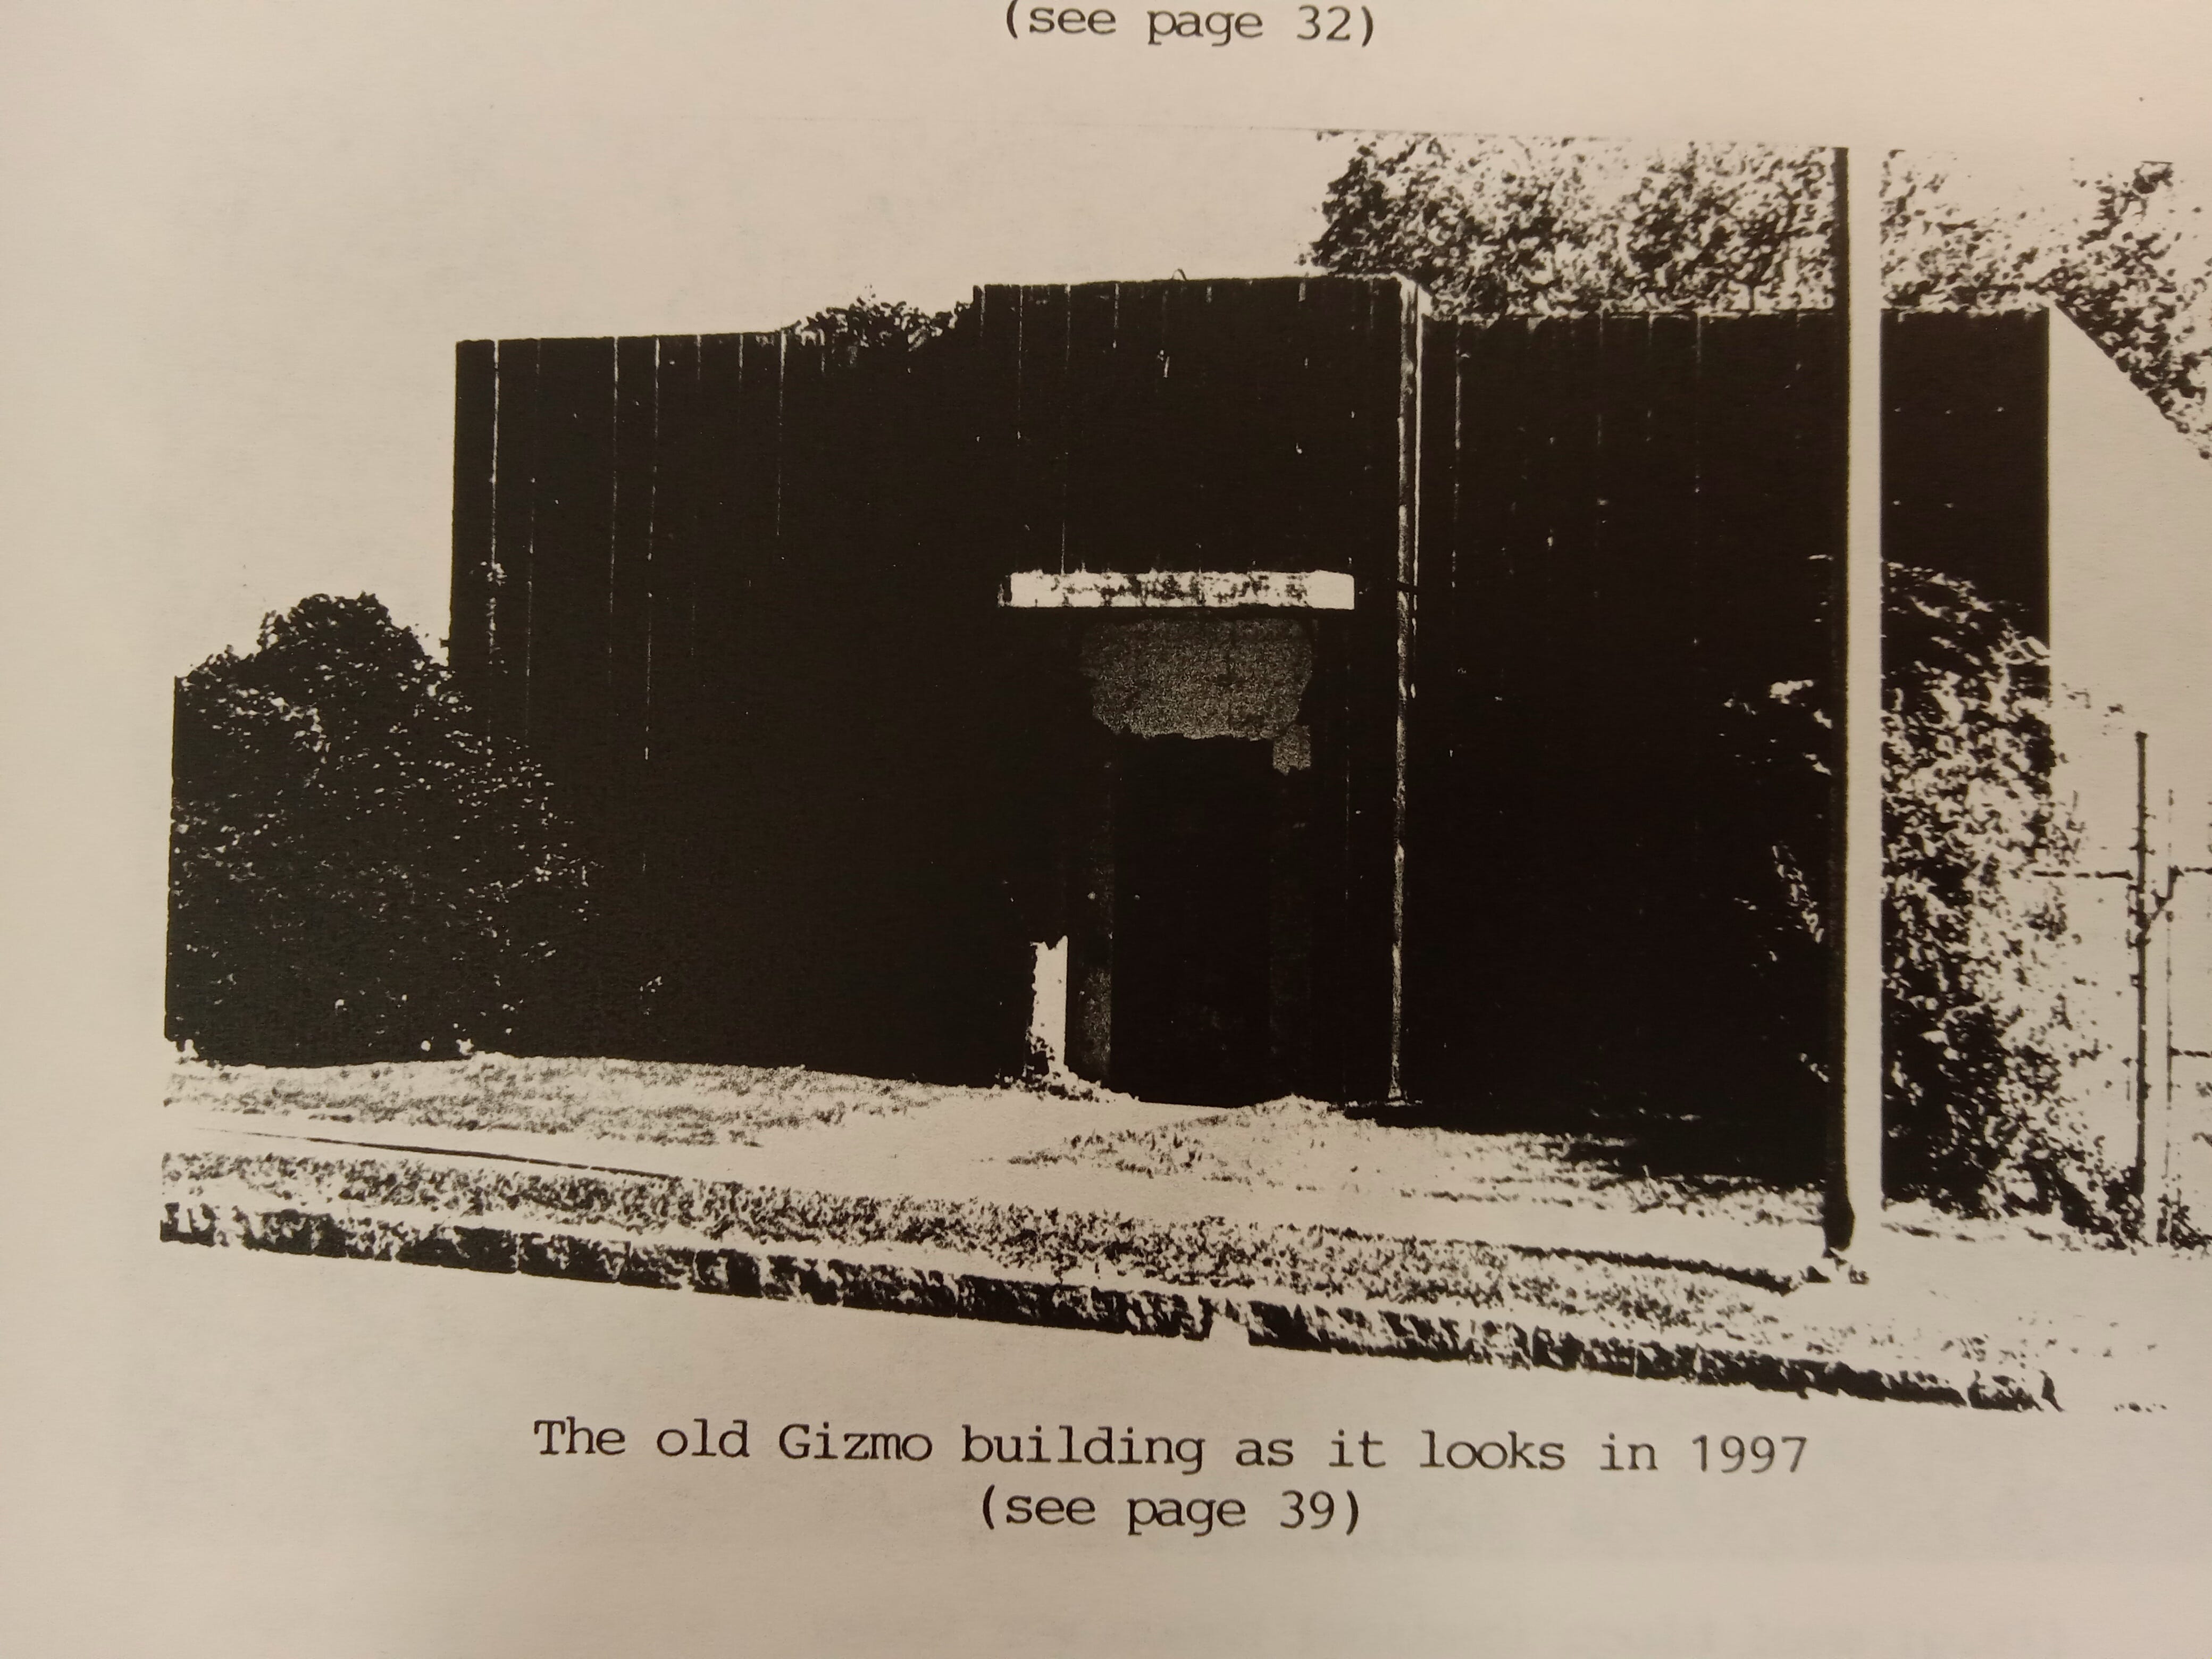 (see page 32)
The old Gizmo building as it looks in 1997
(see page 39)